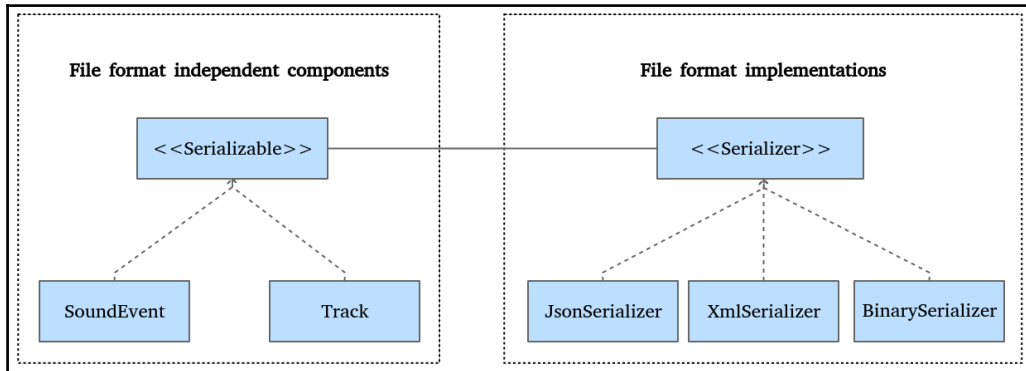 File format independent components
File format implementations
<<Serializable>>
<<Serializer>>
SoundEvent
Track
JsonSerializer
XmlSerializer
BinarySerializer